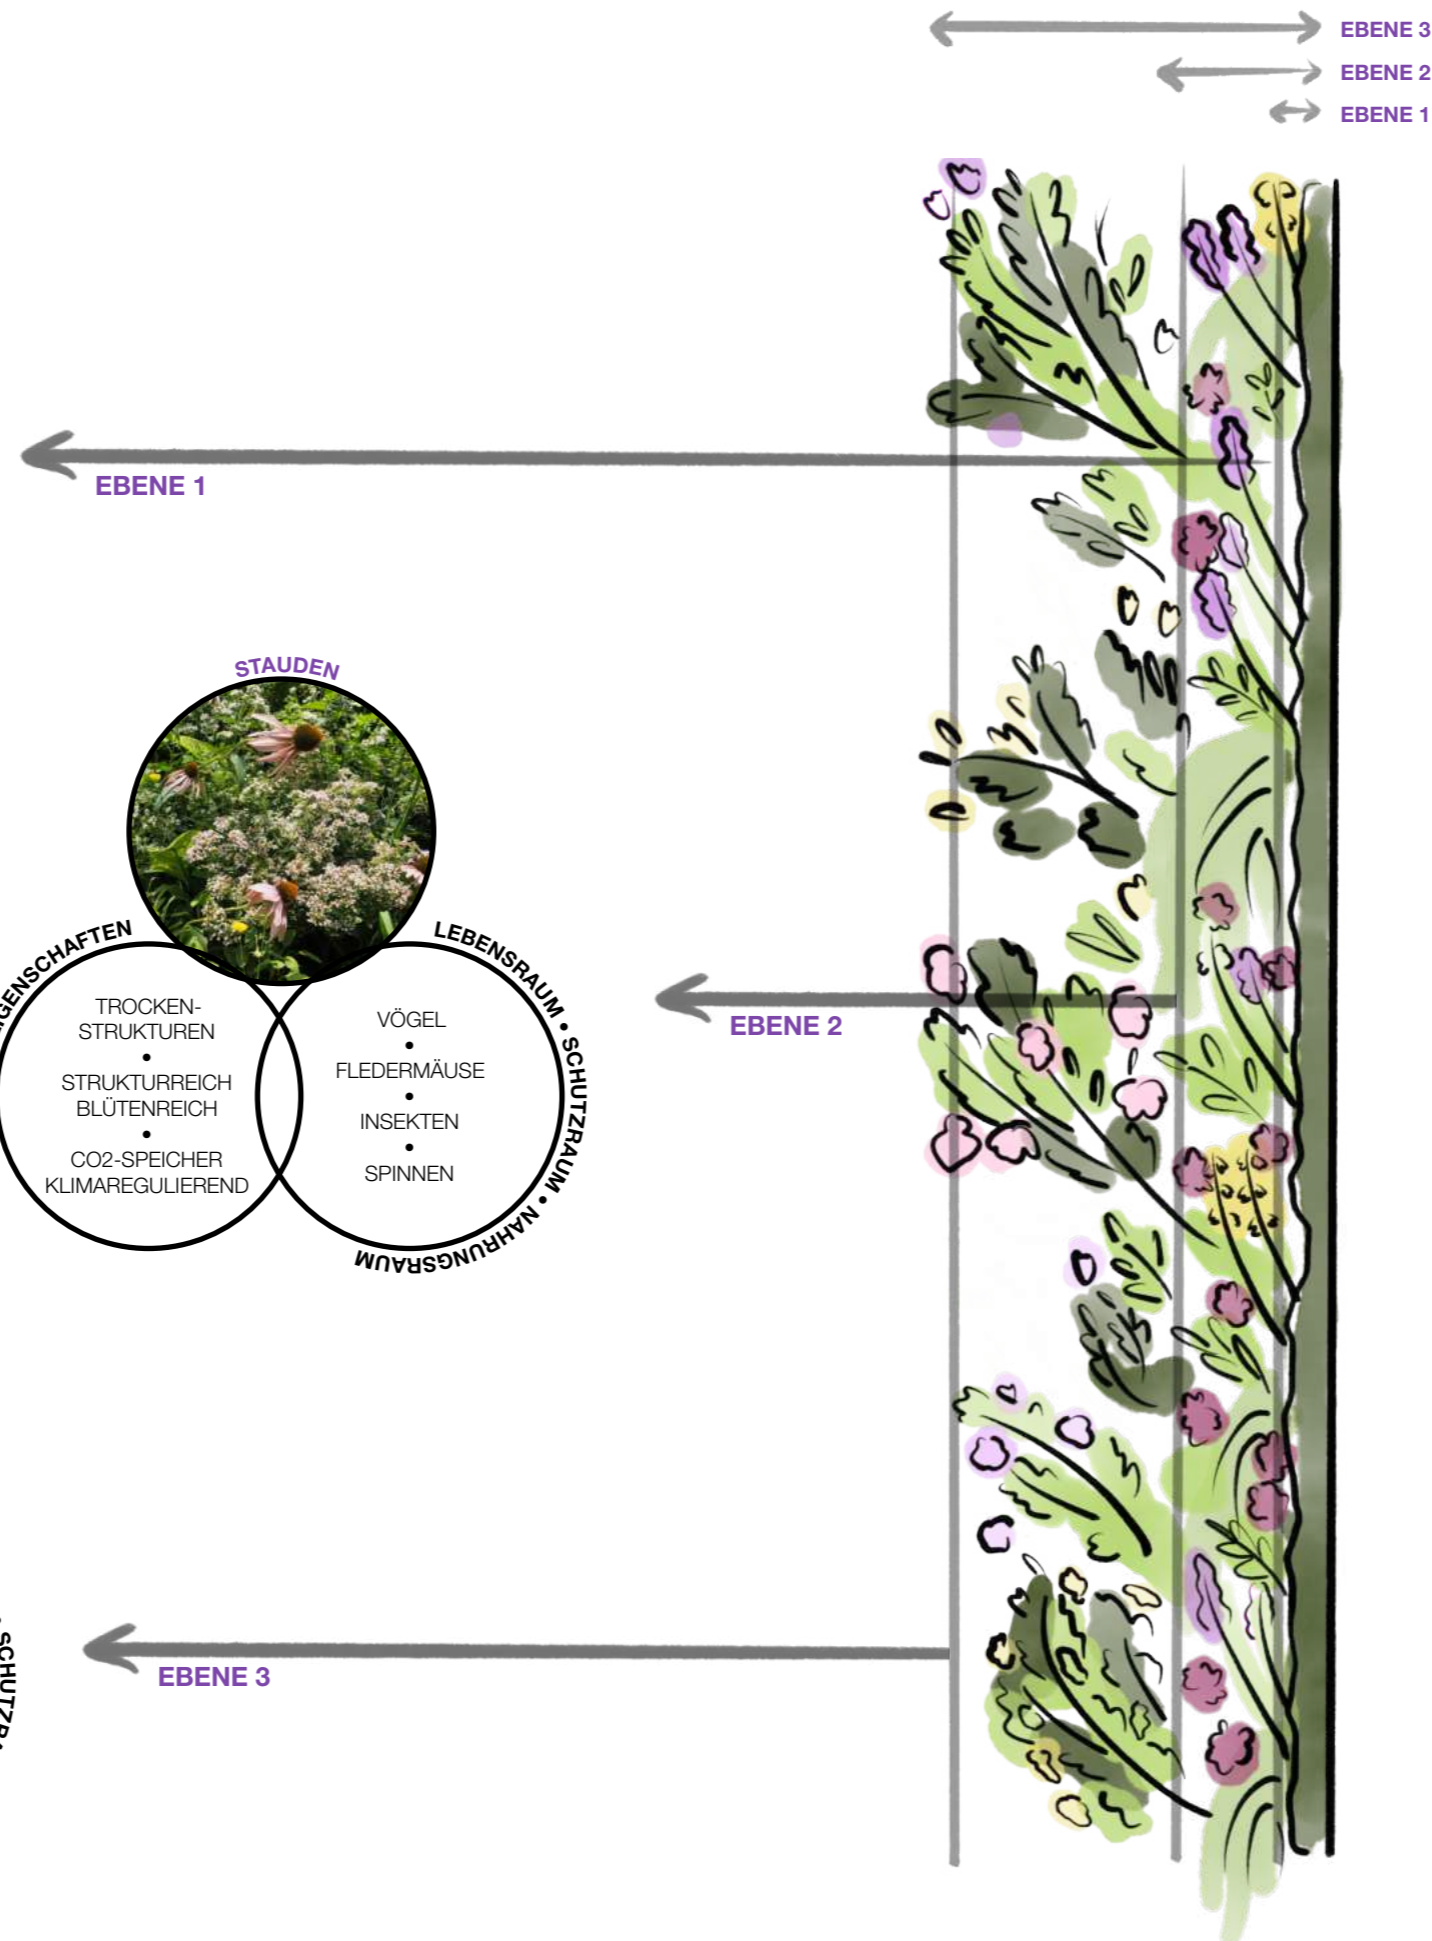 EBENE 3
EBENE 2
EBENE 1
EBENE 1
STAUDEN
LEBENSRAUM • SCHUTZRAUM • NAHRUNGSRAUM
TROCKEN-
STRUKTUREN
•
STRUKTURREICH
BLÜTENREICH
•
CO2-SPEICHER
KLIMAREGULIEREND
VÖGEL
•
FLEDERMÄUSE
•
INSEKTEN
•
SPINNEN
EBENE 2
EBENE 3